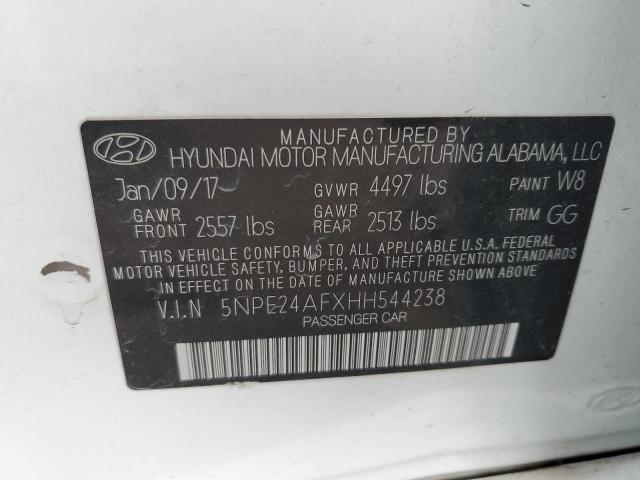 MANUFACTURED BY
HYUNDAI MOTOR MANUFACTURING ALABAMA, LLC
Jan/09/17 GVWR 4497 lbs PAINT W8
GAWR FRONT 2557 lbs GAWR REAR 2513 lbs TRIM GG
THIS VEHICLE CONFORMS TO ALL APPLICABLE U.S.A. FEDERAL
MOTOR VEHICLE SAFETY, BUMPER, AND THEFT PREVENTION STANDARDS
IN EFFECT ON THE DATE OF MANUFACTURE SHOWN ABOVE.
V.I.N 5NPE24AFXHH544238
PASSENGER CAR